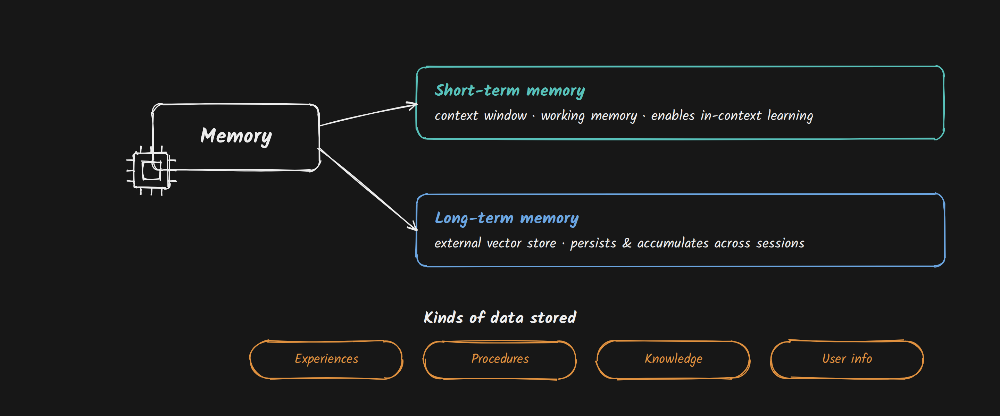 Memory
Short-term memory
context window · working memory · enables in-context learning
Long-term memory
external vector store · persists & accumulates across sessions
Kinds of data stored
Experiences
Procedures
Knowledge
User info